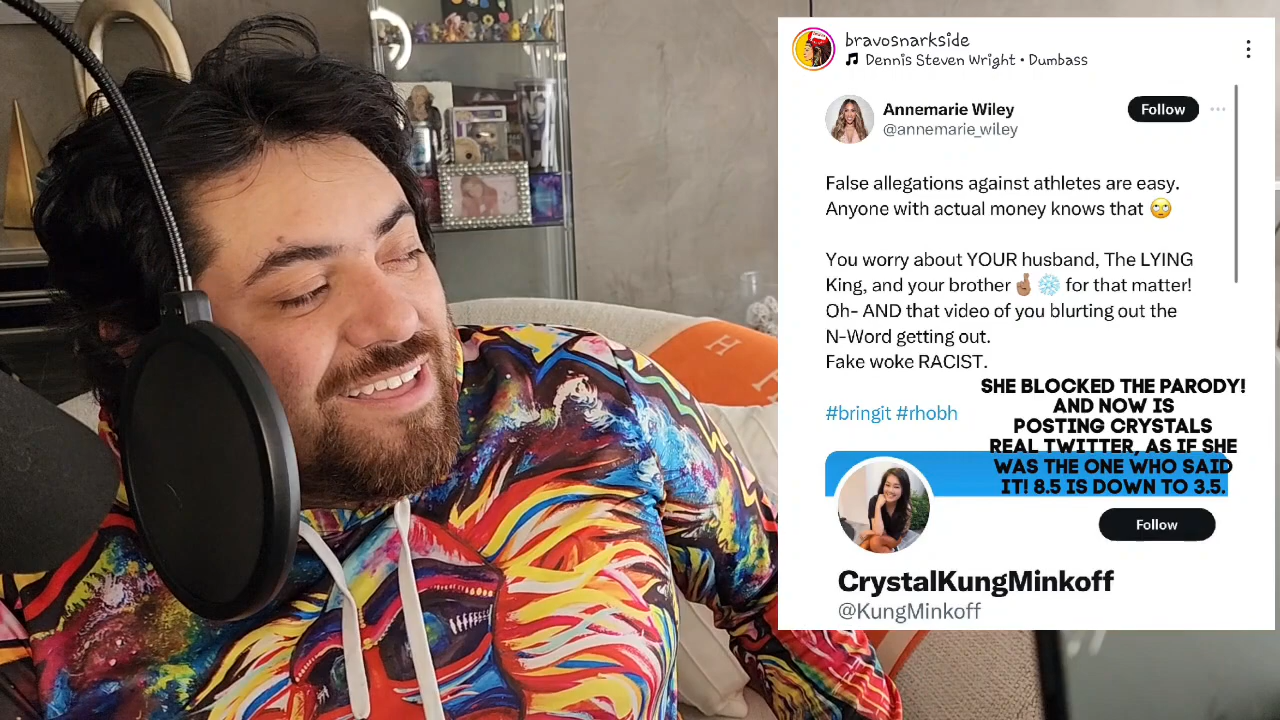 bravosnarkside
Dennis Steven Wright • Dumbass
Annemarie Wiley
@annemarie_wiley
Follow
False allegations against athletes are easy.
Anyone with actual money knows that 🙄
You worry about YOUR husband, The LYING
King, and your brother 🤞🏽❄️ for that matter!
Oh- AND that video of you blurting out the
N-Word getting out.
Fake woke RACIST.
#bringit #rhobh
SHE BLOCKED THE PARODY!
AND NOW IS
POSTING CRYSTALS
REAL TWITTER, AS IF SHE
WAS THE ONE WHO SAID
IT! 8.5 IS DOWN TO 3.5.
Follow
CrystalKungMinkoff
@KungMinkoff
H
H